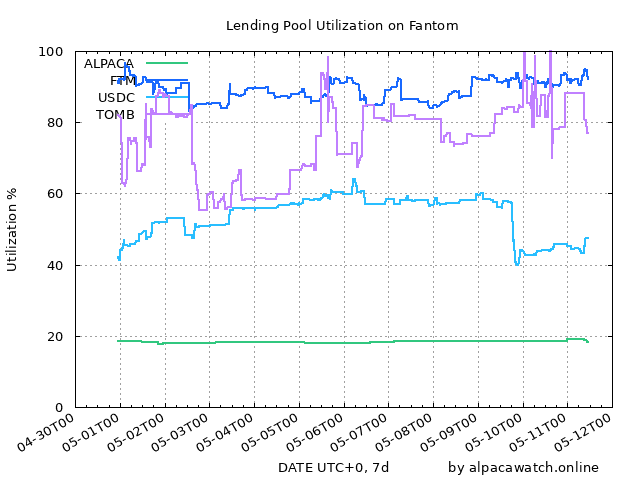 Lending Pool Utilization on Fantom
Utilization %
100
80
60
40
20
0
ALPACA
FTM
USDC
TOMB
04-30T00
05-01T00
05-02T00
05-03T00
05-04T00
05-05T00
05-06T00
05-07T00
05-08T00
05-09T00
05-10T00
05-11T00
05-12T00
DATE UTC+0, 7d
by alpacawatch.online